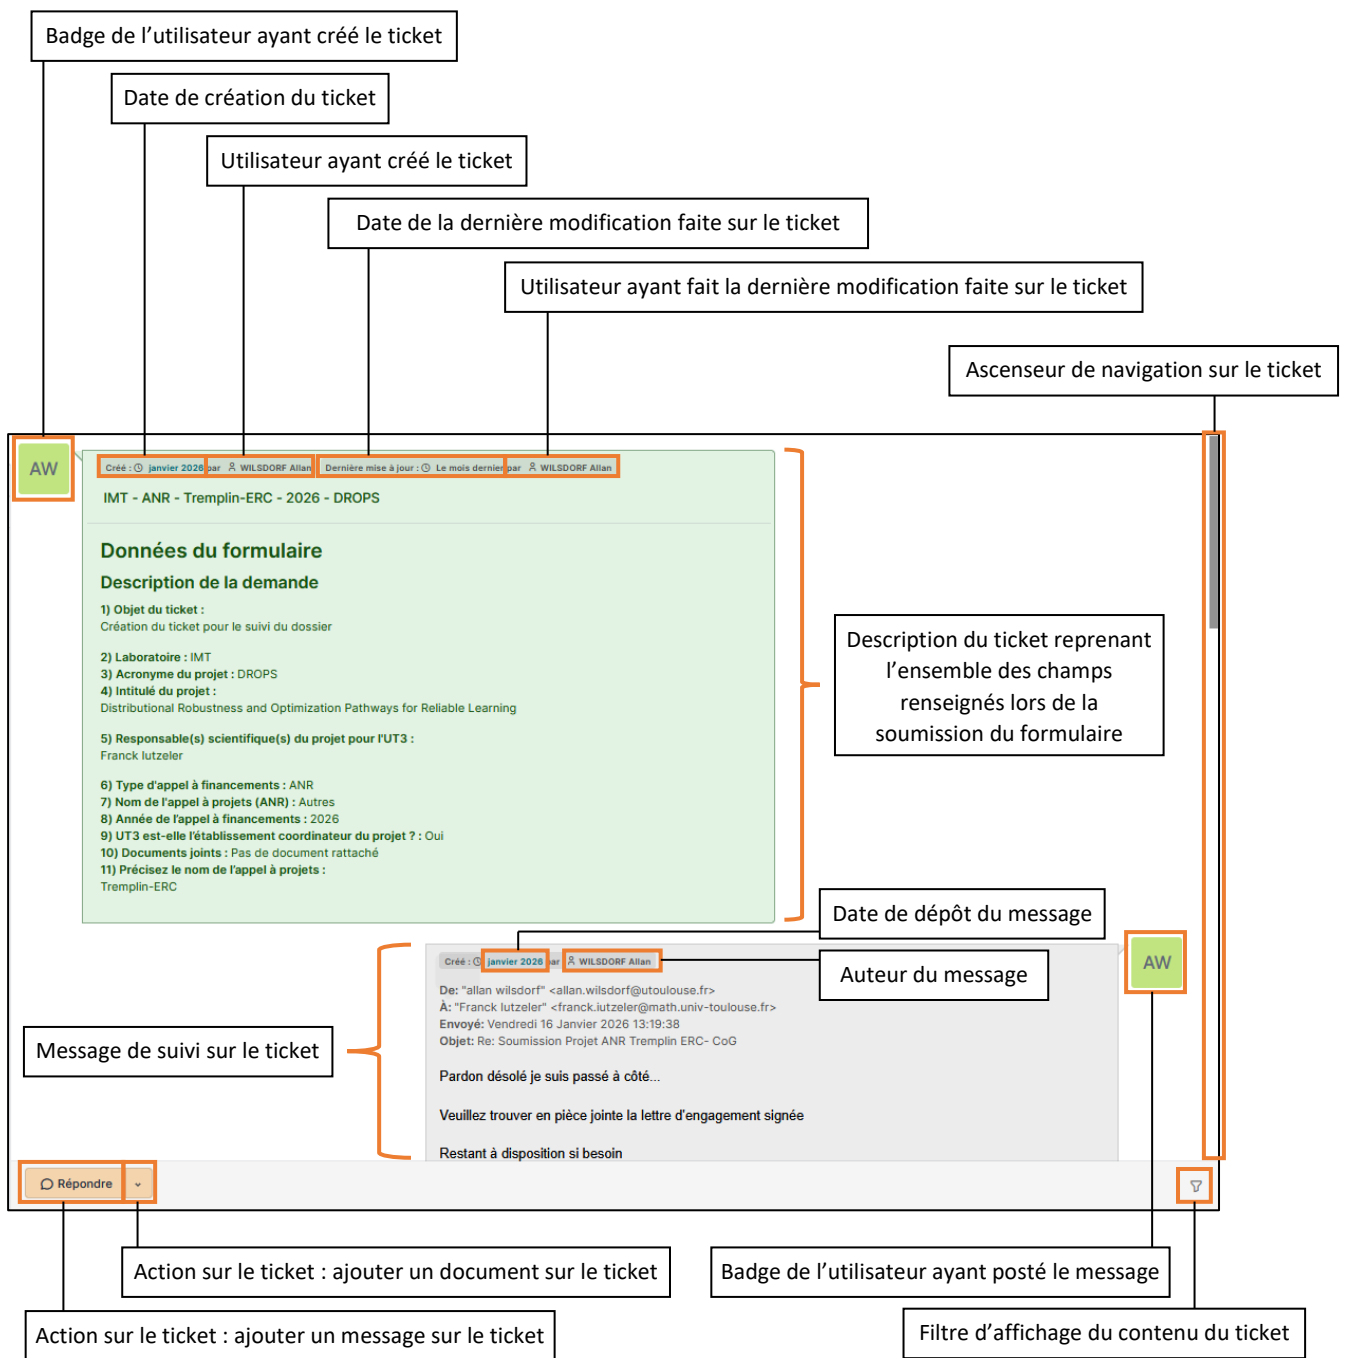 Badge de l’utilisateur ayant créé le ticket
Date de création du ticket
Utilisateur ayant créé le ticket
Date de la dernière modification faite sur le ticket
Utilisateur ayant fait la dernière modification faite sur le ticket
Ascenseur de navigation sur le ticket
AW
Créé : janvier 2026 par WILSDORF Allan Dernière mise à jour : Le mois dernier par WILSDORF Allan
IMT - ANR - Tremplin-ERC - 2026 - DROPS
Données du formulaire
Description de la demande
1) Objet du ticket :
Création du ticket pour le suivi du dossier
2) Laboratoire : IMT
3) Acronyme du projet : DROPS
4) Intitulé du projet :
Distributional Robustness and Optimization Pathways for Reliable Learning
5) Responsable(s) scientifique(s) du projet pour l'UT3 :
Franck Iutzeler
6) Type d'appel à financements : ANR
7) Nom de l'appel à projets (ANR) : Autres
8) Année de l'appel à financements : 2026
9) UT3 est-elle l'établissement coordinateur du projet ? : Oui
10) Documents joints : Pas de document rattaché
11) Précisez le nom de l'appel à projets :
Tremplin-ERC
Description du ticket reprenant
l’ensemble des champs
renseignés lors de la
soumission du formulaire
Date de dépôt du message
Auteur du message
Créé : janvier 2026 par WILSDORF Allan
AW
De: "allan wilsdorf" <allan.wilsdorf@utoulouse.fr>
À: "Franck Iutzeler" <franck.iutzeler@math.univ-toulouse.fr>
Envoyé: Vendredi 16 Janvier 2026 13:19:38
Objet: Re: Soumission Projet ANR Tremplin ERC- CoG
Pardon désolé je suis passé à côté...
Veuillez trouver en pièce jointe la lettre d'engagement signée
Restant à disposition si besoin
Message de suivi sur le ticket
Répondre
Action sur le ticket : ajouter un document sur le ticket
Badge de l’utilisateur ayant posté le message
Action sur le ticket : ajouter un message sur le ticket
Filtre d’affichage du contenu du ticket